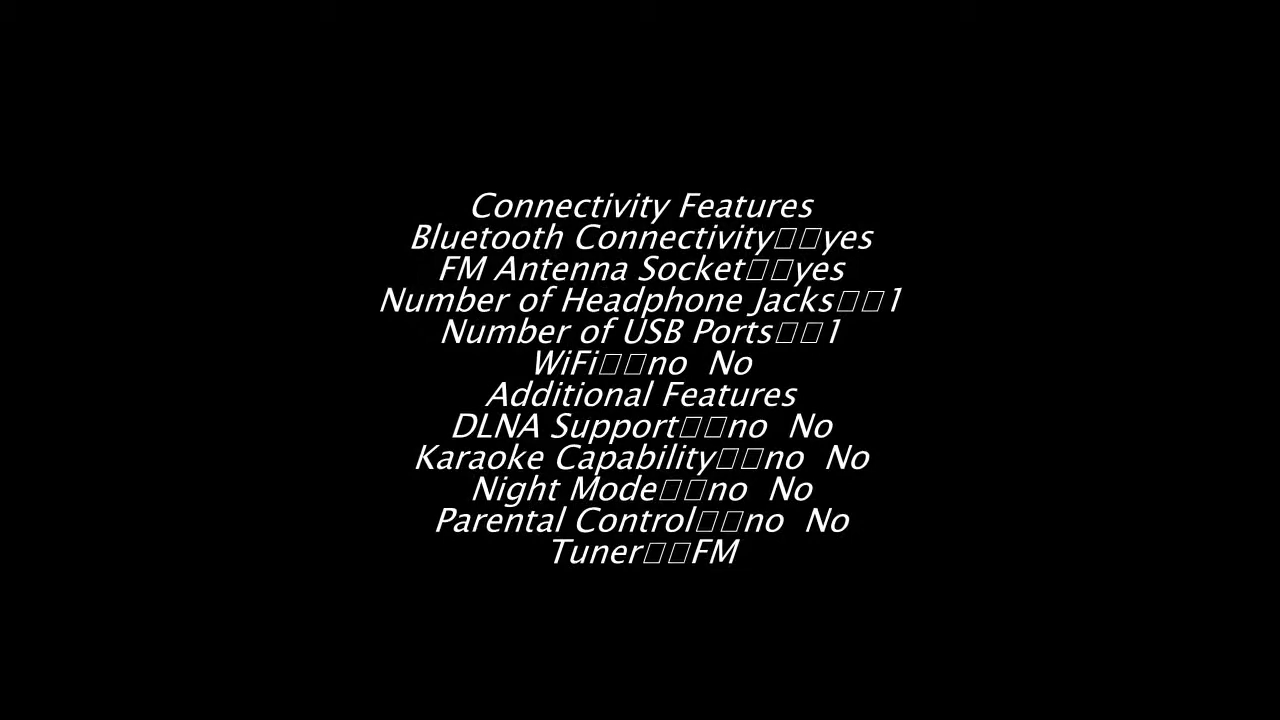 Connectivity Features
Bluetooth Connectivity□□yes
FM Antenna Socket□□yes
Number of Headphone Jacks□□1
Number of USB Ports□□1
WiFi□□no  No
Additional Features
DLNA Support□□no  No
Karaoke Capability□□no  No
Night Mode□□no  No
Parental Control□□no  No
Tuner□□FM